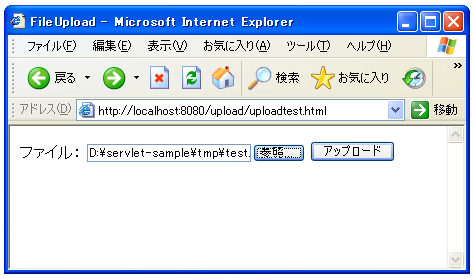 FileUpload - Microsoft Internet Explorer
ファイル(F) 編集(E) 表示(V) お気に入り(A) ツール(T) ヘルプ(H) »
戻る 検索 お気に入り »
アドレス(D) http://localhost:8080/upload/uploadtest.html 移動
ファイル： D:¥servlet-sample¥tmp¥test. 参照... アップロード